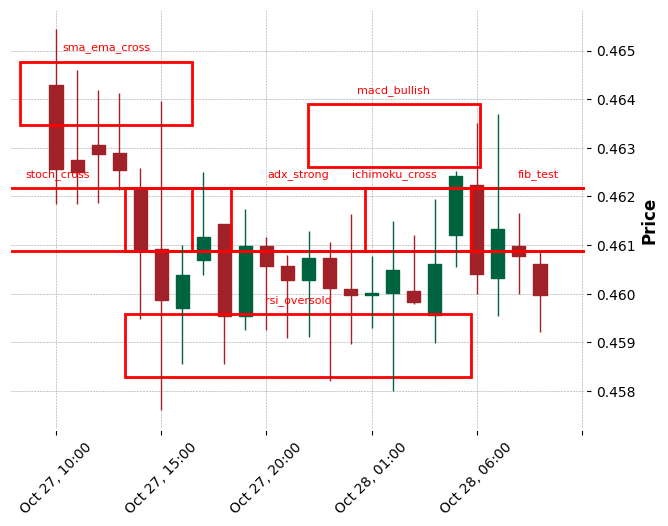 sma_ema_cross
macd_bullish
stoch_cross
adx_strong
ichimoku_cross
fib_test
rsi_oversold
0.465
0.464
0.463
0.462
0.461
0.460
0.459
0.458
Price
Oct 27, 10:00
Oct 27, 15:00
Oct 27, 20:00
Oct 28, 01:00
Oct 28, 06:00